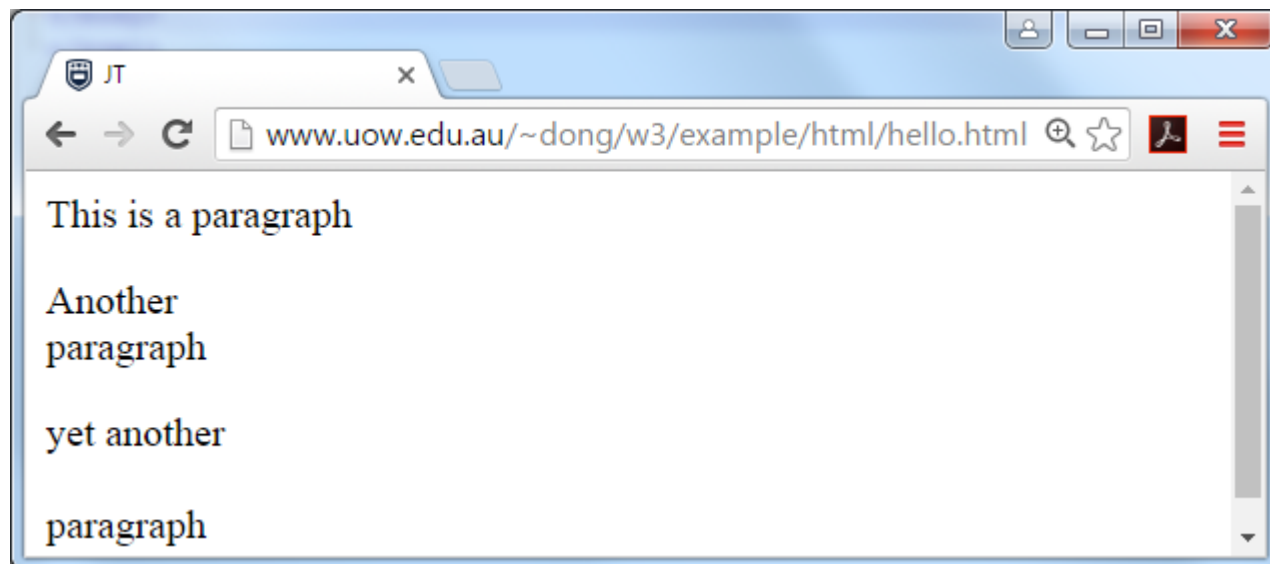 JT
www.uow.edu.au/~dong/w3/example/html/hello.html
This is a paragraph
Another
paragraph
yet another
paragraph